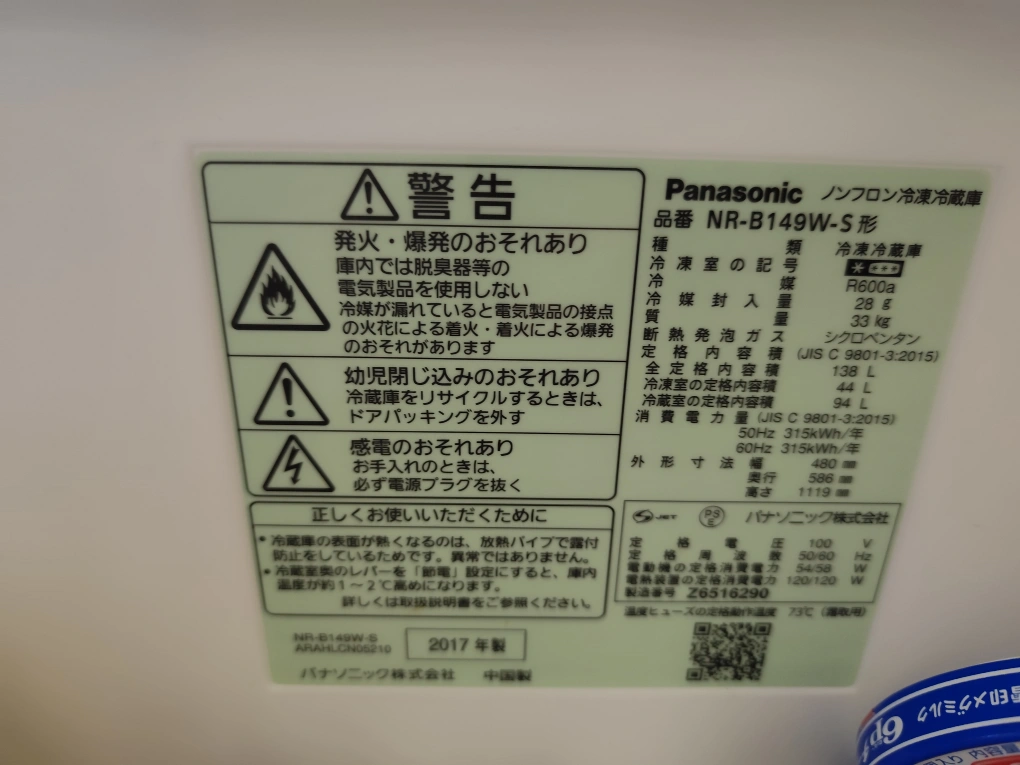 警告
発火・爆発のおそれあり
庫内では脱臭器等の
電気製品を使用しない
冷媒が漏れていると電気製品の接点
の火花による着火・着火による爆発
のおそれがあります
幼児閉じ込みのおそれあり
冷蔵庫をリサイクルするときは、
ドアパッキングを外す
感電のおそれあり
お手入れのときは、
必ず電源プラグを抜く
正しくお使いいただくために
*冷蔵庫の表面が熱くなるのは、放熱パイプで露付
防止をしているためです。異常ではありません。
*冷蔵室奥のレバーを「節電」設定にすると、庫内
温度が約1~2℃高めになります。
詳しくは取扱説明書をご参照ください。
NR-B149W-S
ARAHLCN05210
2017年製
パナソニック株式会社 中国製
Panasonic ノンフロン冷凍冷蔵庫
品番 NR-B149W-S形
種類 冷凍冷蔵庫
冷凍室の記号
冷媒 R600a
冷媒封入量 28 g
質量 33 kg
断熱発泡ガス シクロペンタン
定格内容積 (JIS C 9801-3:2015)
全定格内容積 138 L
冷凍室の定格内容積 44 L
冷蔵室の定格内容積 94 L
消費電力量 (JIS C 9801-3:2015)
50Hz 315kWh/年
60Hz 315kWh/年
外形寸法 幅 480 mm
奥行 586 mm
高さ 1119 mm
JET PSE パナソニック株式会社
定格電圧 100 V
定格周波数 50/60 Hz
電動機の定格消費電力 54/58 W
電熱装置の定格消費電力 120/120 W
製造番号 Z6516290
温度ヒューズの定格動作温度 73℃(霜取用)
雪印メグミルク
6P
内容量